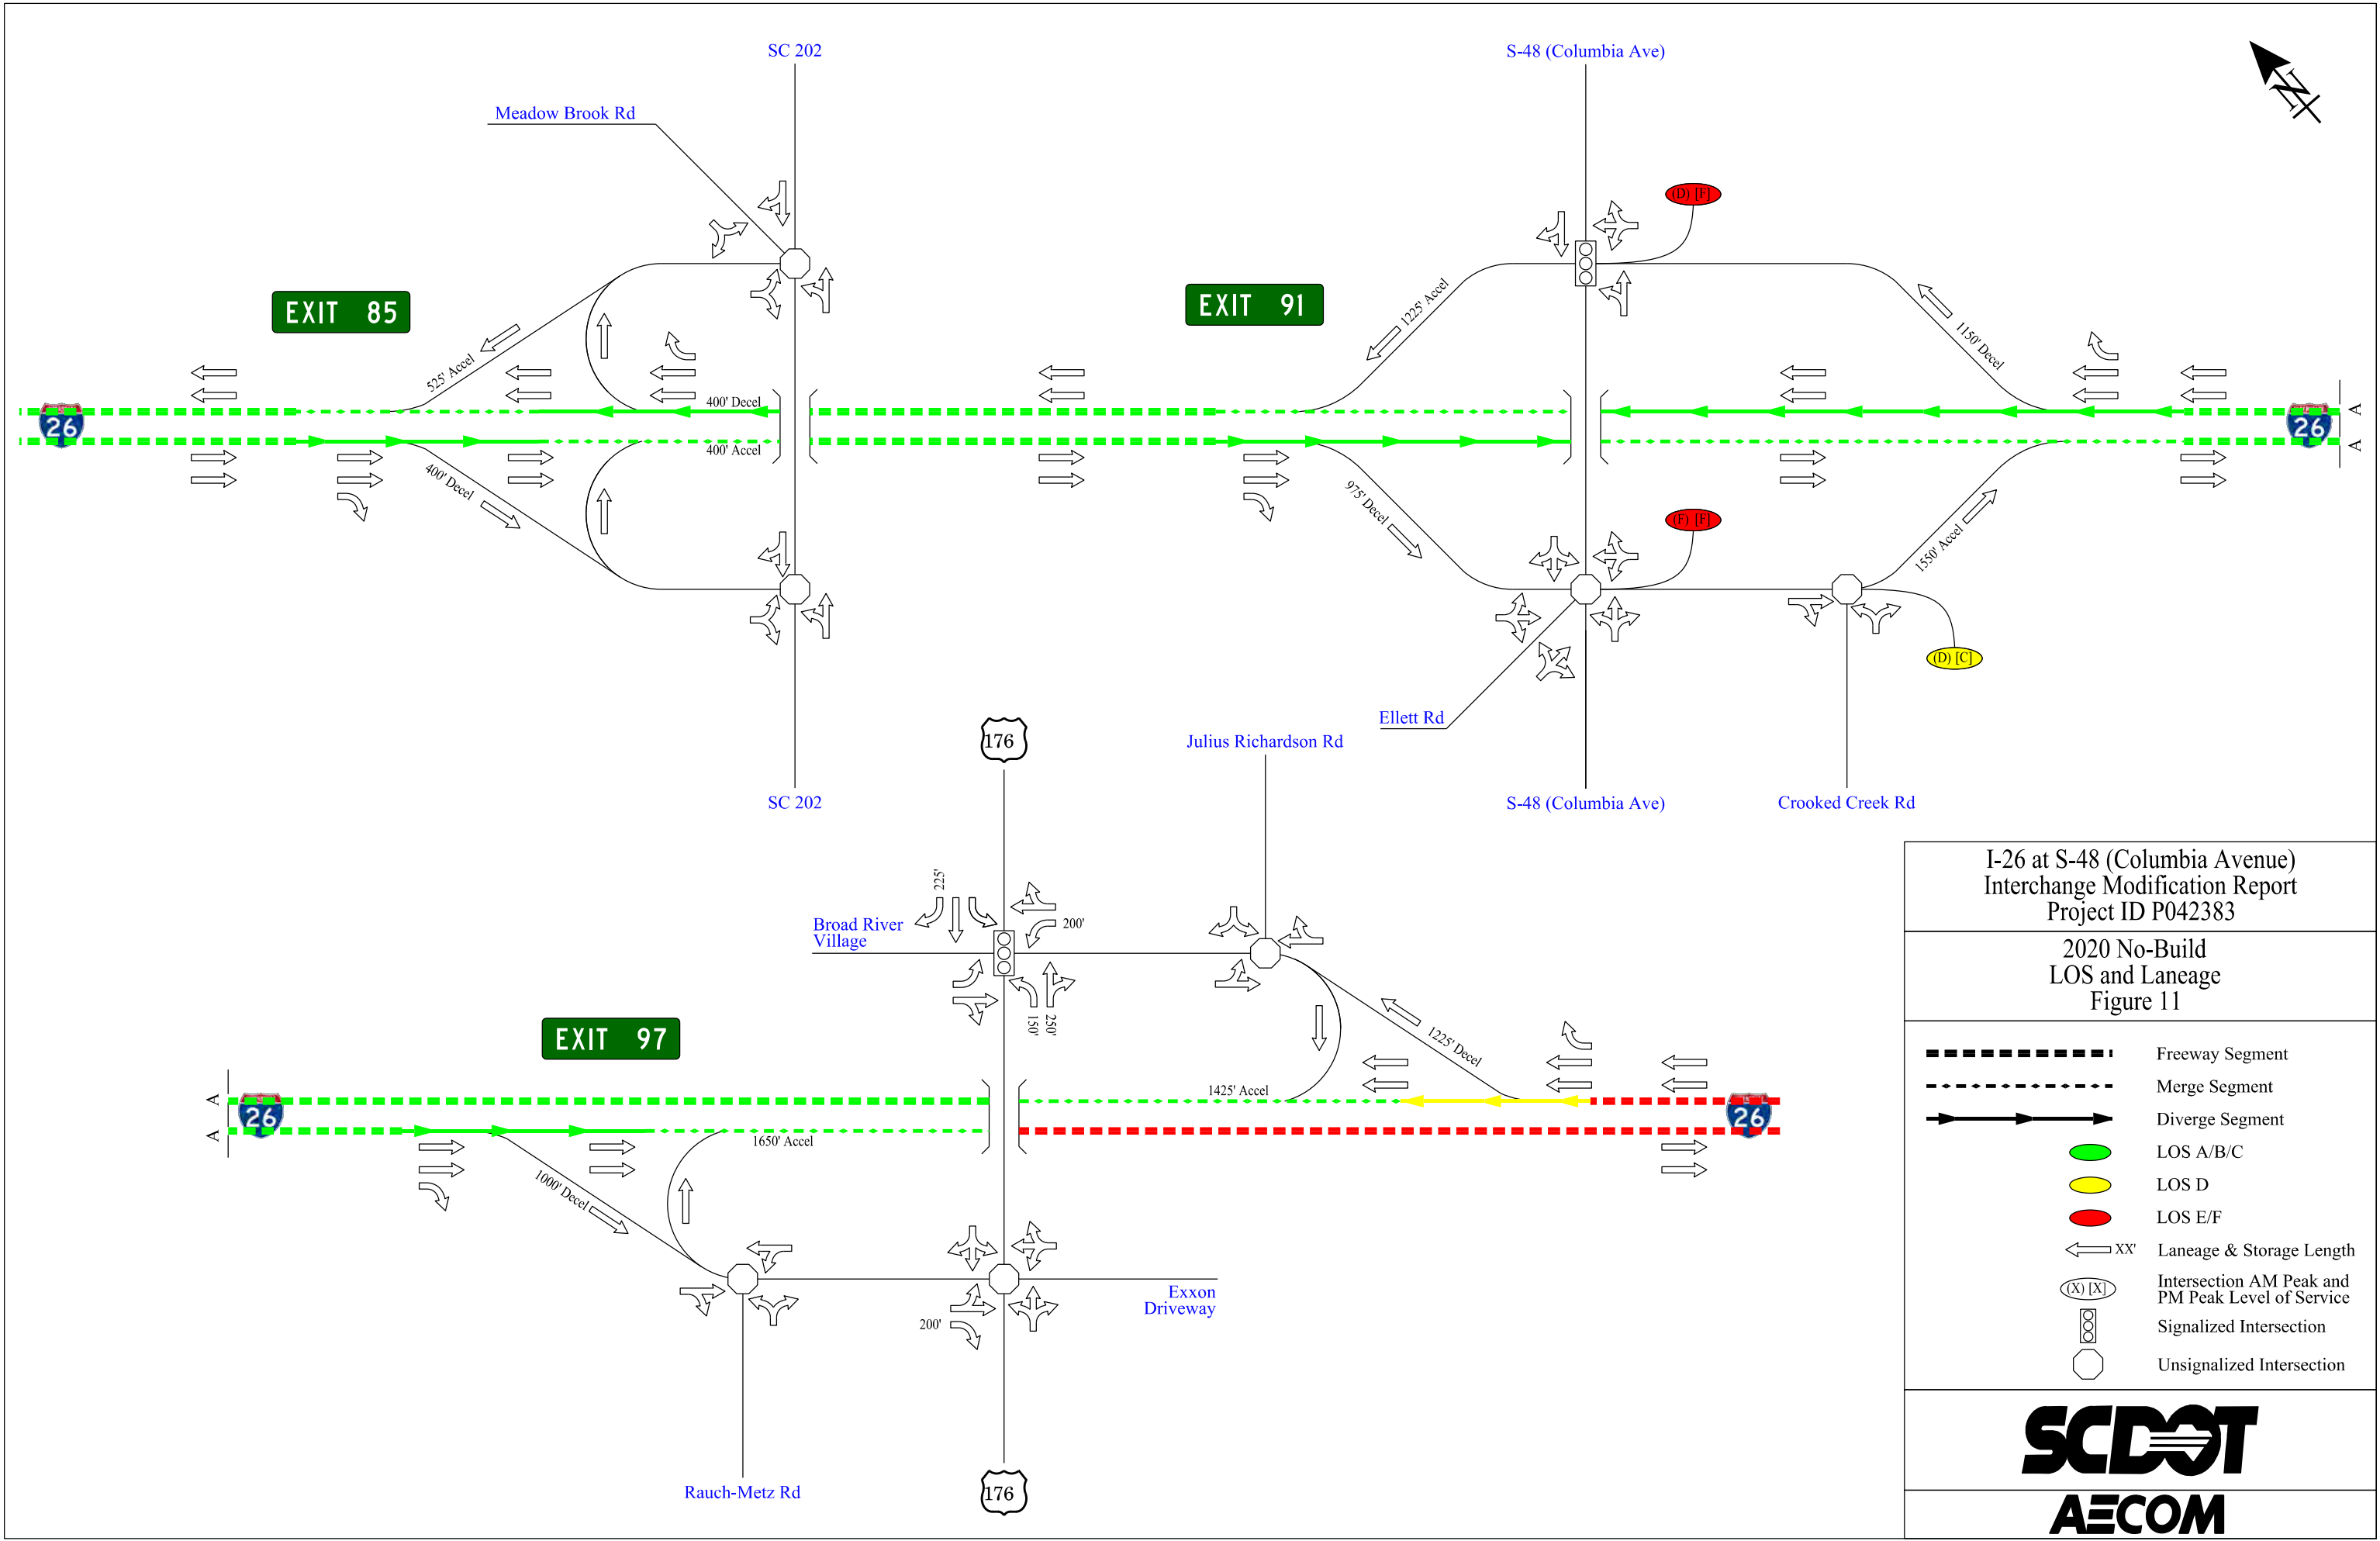 SC 202
S-48 (Columbia Ave)
N
Meadow Brook Rd
(D) [F]
EXIT 85
EXIT 91
1225' Accel
1150' Decel
525' Accel
400' Decel
26
26
A
A
400' Accel
400' Decel
975' Decel
(F) [F]
1550' Accel
(D) [C]
Ellett Rd
176
Julius Richardson Rd
SC 202
S-48 (Columbia Ave)
Crooked Creek Rd
225'
Broad River
Village
200'
150'
250'
EXIT 97
1225' Decel
1425' Accel
A
A
26
26
1650' Accel
1000' Decel
Exxon
Driveway
200'
Rauch-Metz Rd
176
I-26 at S-48 (Columbia Avenue)
Interchange Modification Report
Project ID P042383
2020 No-Build
LOS and Laneage
Figure 11
Freeway Segment
Merge Segment
Diverge Segment
LOS A/B/C
LOS D
LOS E/F
XX' Laneage & Storage Length
(X) [X] Intersection AM Peak and
PM Peak Level of Service
Signalized Intersection
Unsignalized Intersection
SCDOT
AECOM